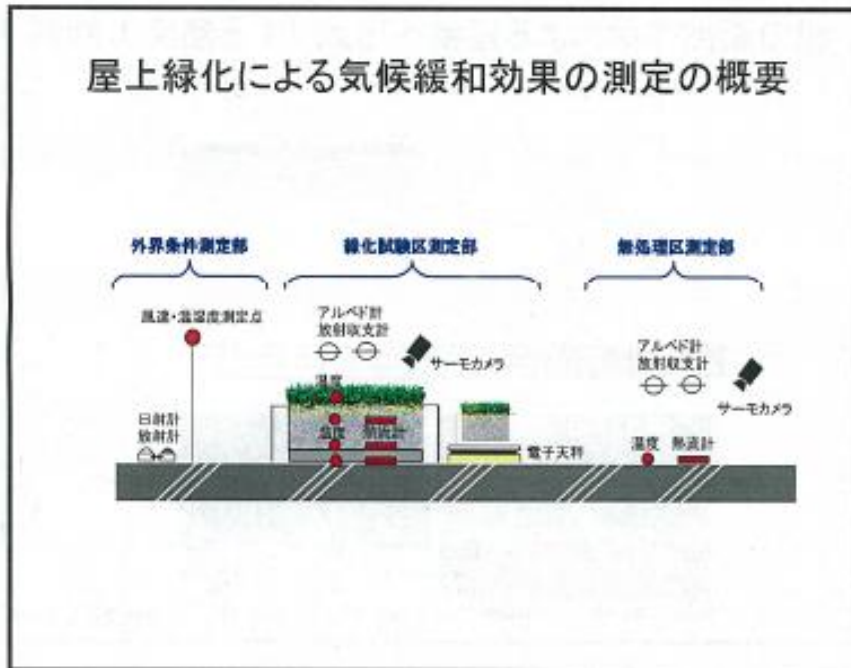 屋上緑化による気候緩和効果の測定の概要
外界条件測定部
緑化試験区測定部
無処理区測定部
風速・温湿度測定点
アルベド計
放射収支計
サーモカメラ
アルベド計
放射収支計
サーモカメラ
日射計
放射計
温度
温度
熱流計
電子天秤
温度
熱流計